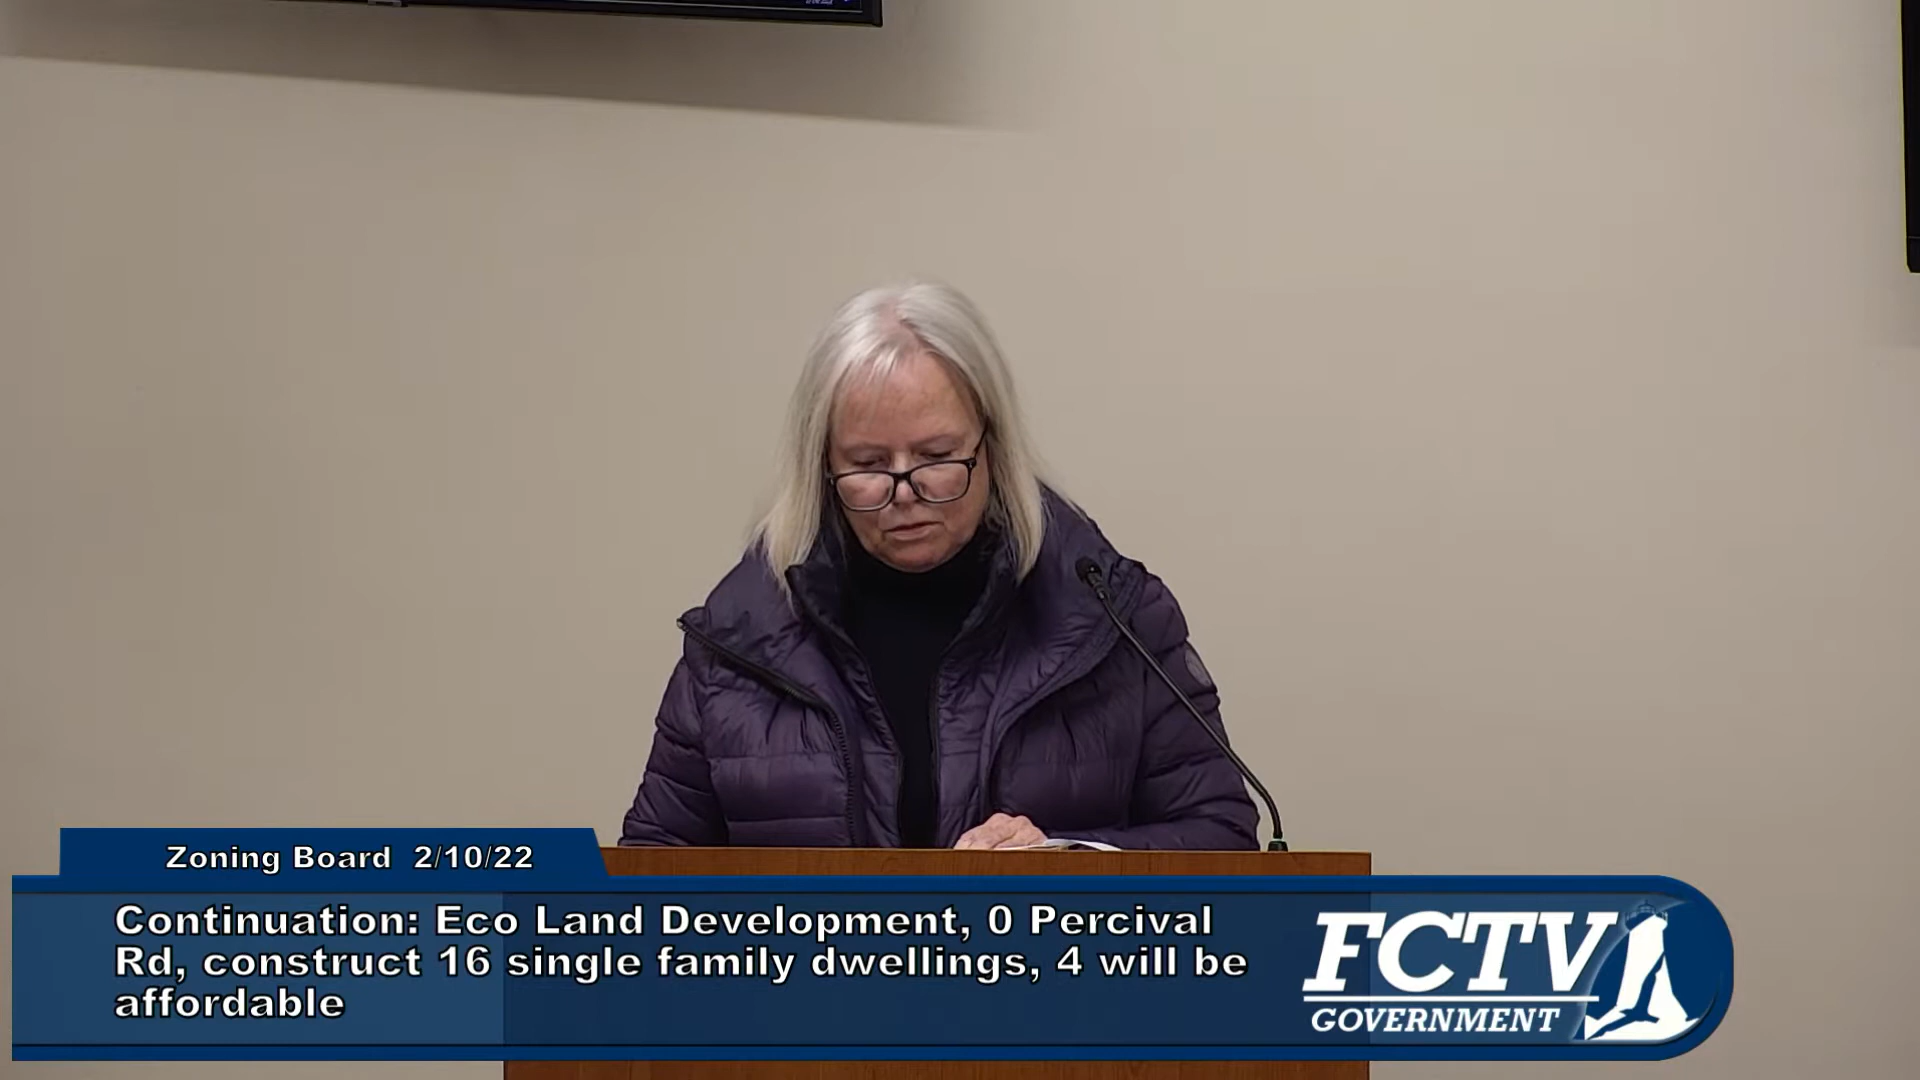 Zoning Board 2/10/22
Continuation: Eco Land Development, 0 Percival
Rd, construct 16 single family dwellings, 4 will be
affordable
FCTV
GOVERNMENT